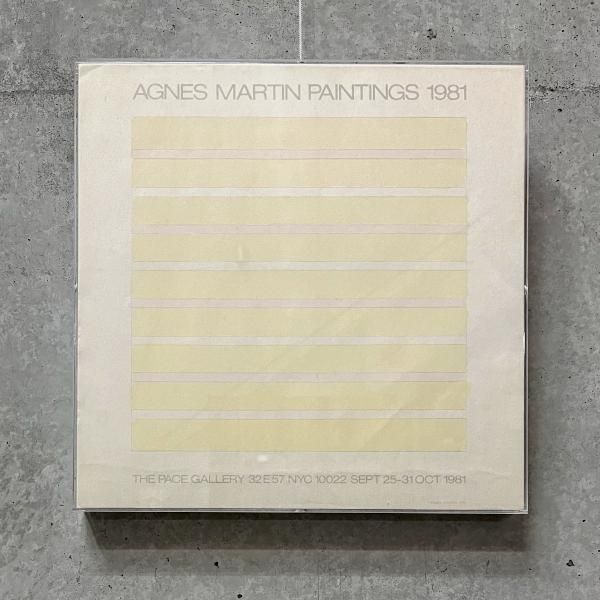 AGNES MARTIN PAINTINGS 1981
THE PACE GALLERY 32 E 57 NYC 10022 SEPT 25-31 OCT 1981